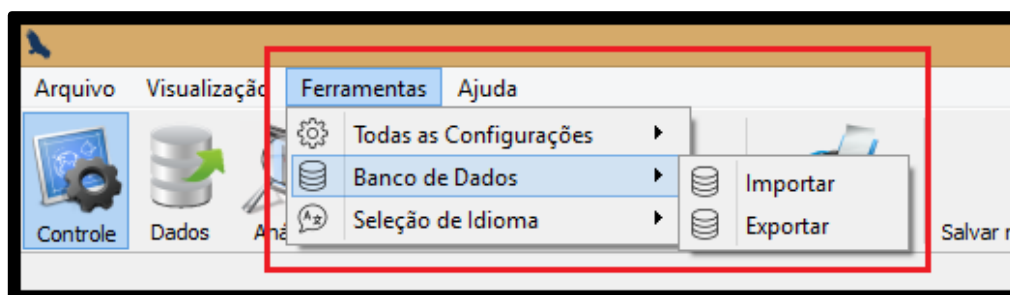 Arquivo Visualização Ferramentas Ajuda
Todas as Configurações
Banco de Dados
Importar
Seleção de Idioma
Exportar
Controle Dados Salvar